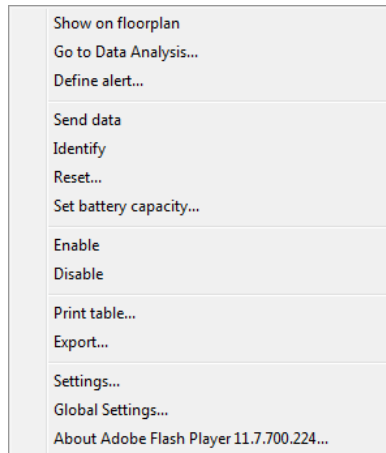 Show on floorplan
Go to Data Analysis...
Define alert...
Send data
Identify
Reset...
Set battery capacity...
Enable
Disable
Print table...
Export...
Settings...
Global Settings...
About Adobe Flash Player 11.7.700.224...